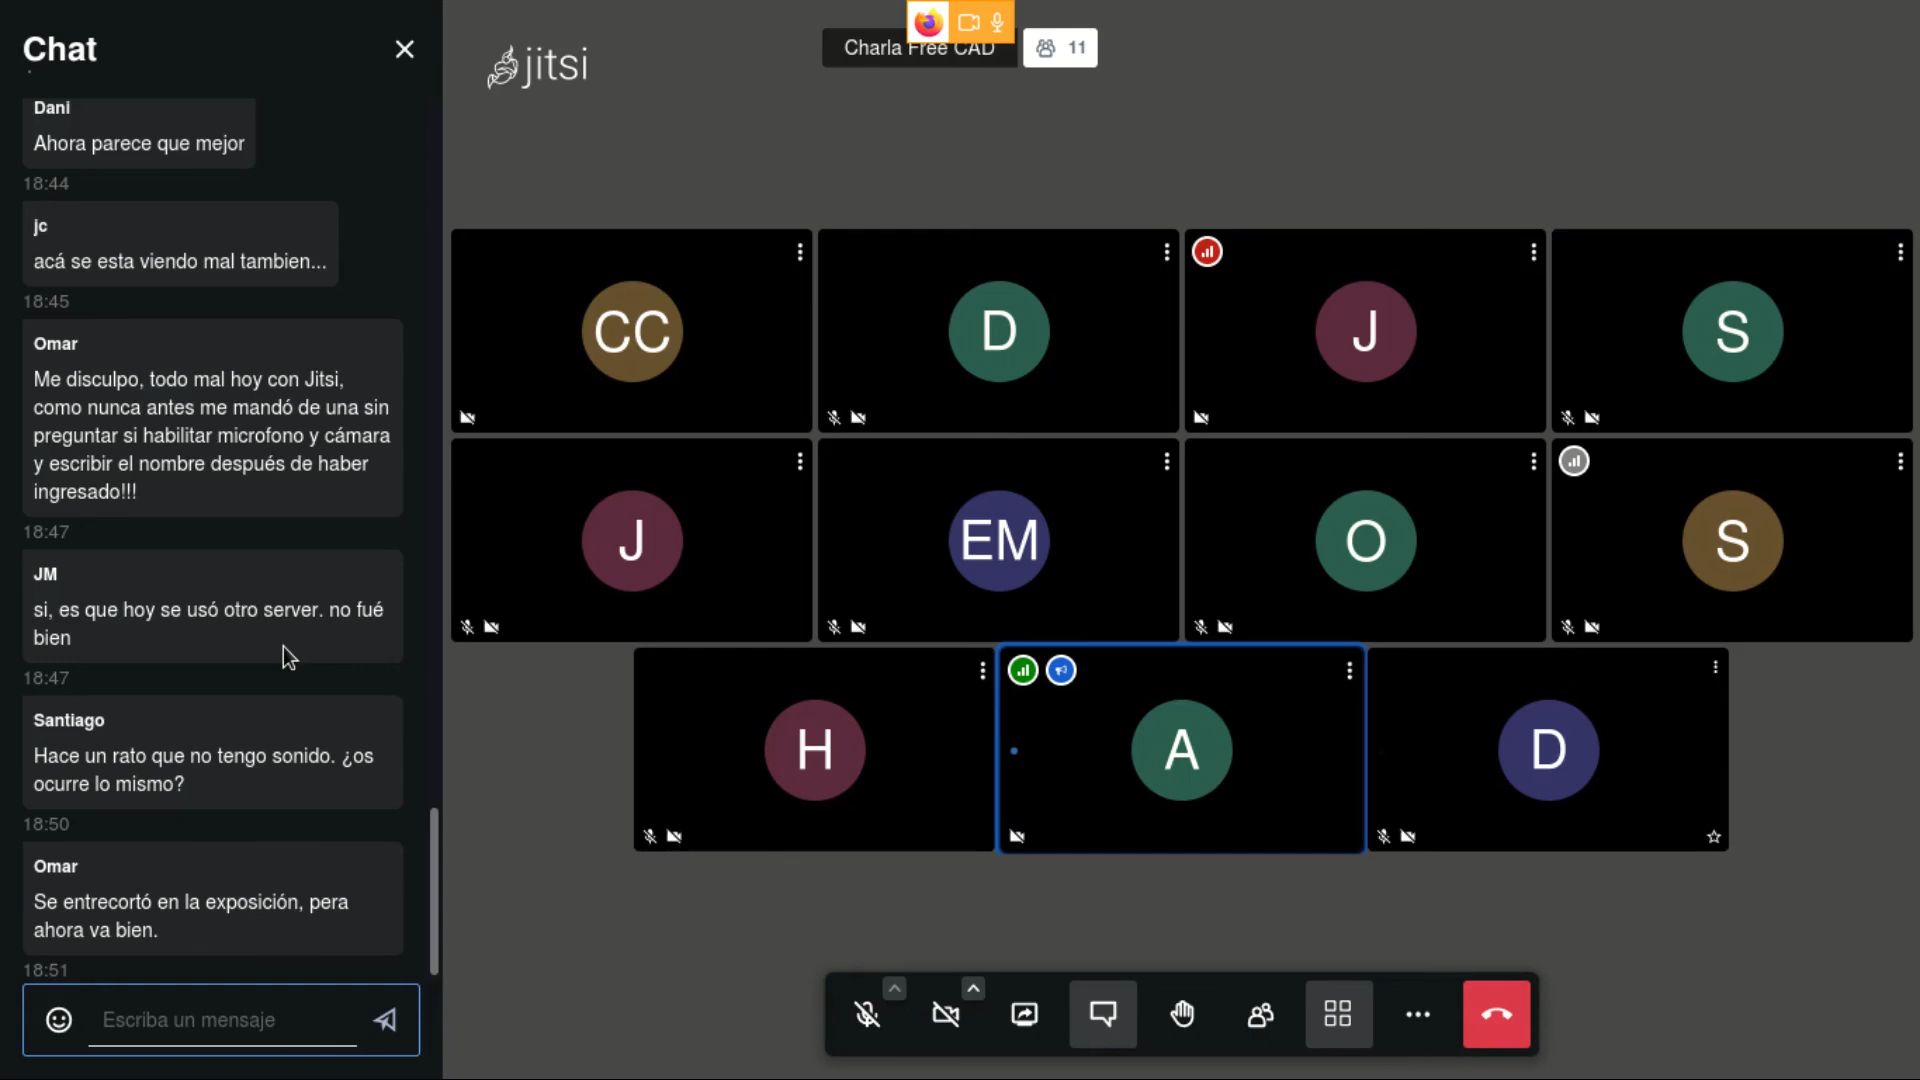 Chat
Dani
Ahora parece que mejor
18:44
jc
acá se esta viendo mal tambien...
18:45
Omar
Me disculpo, todo mal hoy con Jitsi,
como nunca antes me mandó de una sin
preguntar si habilitar microfono y cámara
y escribir el nombre después de haber
ingresado!!!
18:47
JM
si, es que hoy se usó otro server. no fué
bien
18:47
Santiago
Hace un rato que no tengo sonido. ¿os
ocurre lo mismo?
18:50
Omar
Se entrecortó en la exposición, pera
ahora va bien.
18:51
Escriba un mensaje
jitsi
Charla Free CAD
11
CC
D
J
S
J
EM
O
S
H
A
D